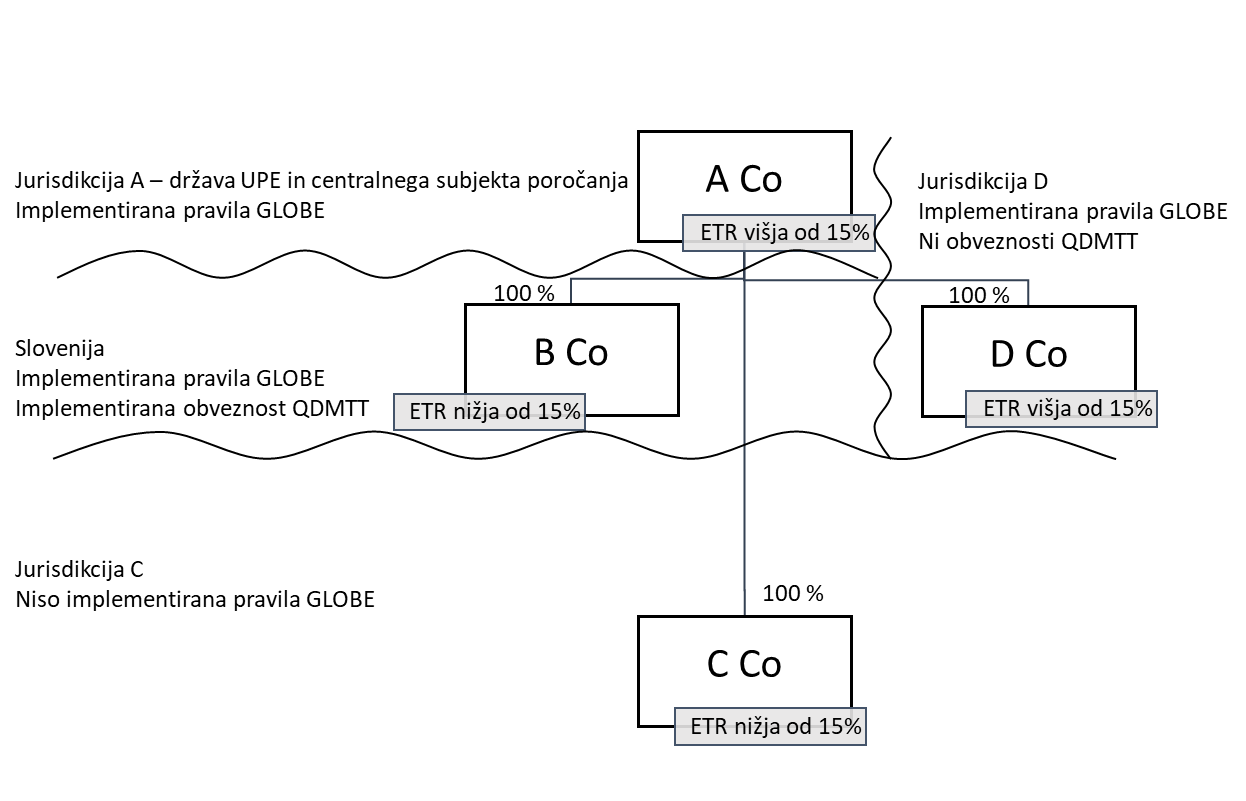 A Co
Jurisdikcija A – država UPE in centralnega subjekta poročanja
Implementirana pravila GLOBE
ETR višja od 15%
Jurisdikcija D
Implementirana pravila GLOBE
Ni obveznosti QDMTT
100 %
100 %
B Co
D Co
Slovenija
Implementirana pravila GLOBE
Implementirana obveznost QDMTT
ETR nižja od 15%
ETR višja od 15%
Jurisdikcija C
Niso implementirana pravila GLOBE
100 %
C Co
ETR nižja od 15%